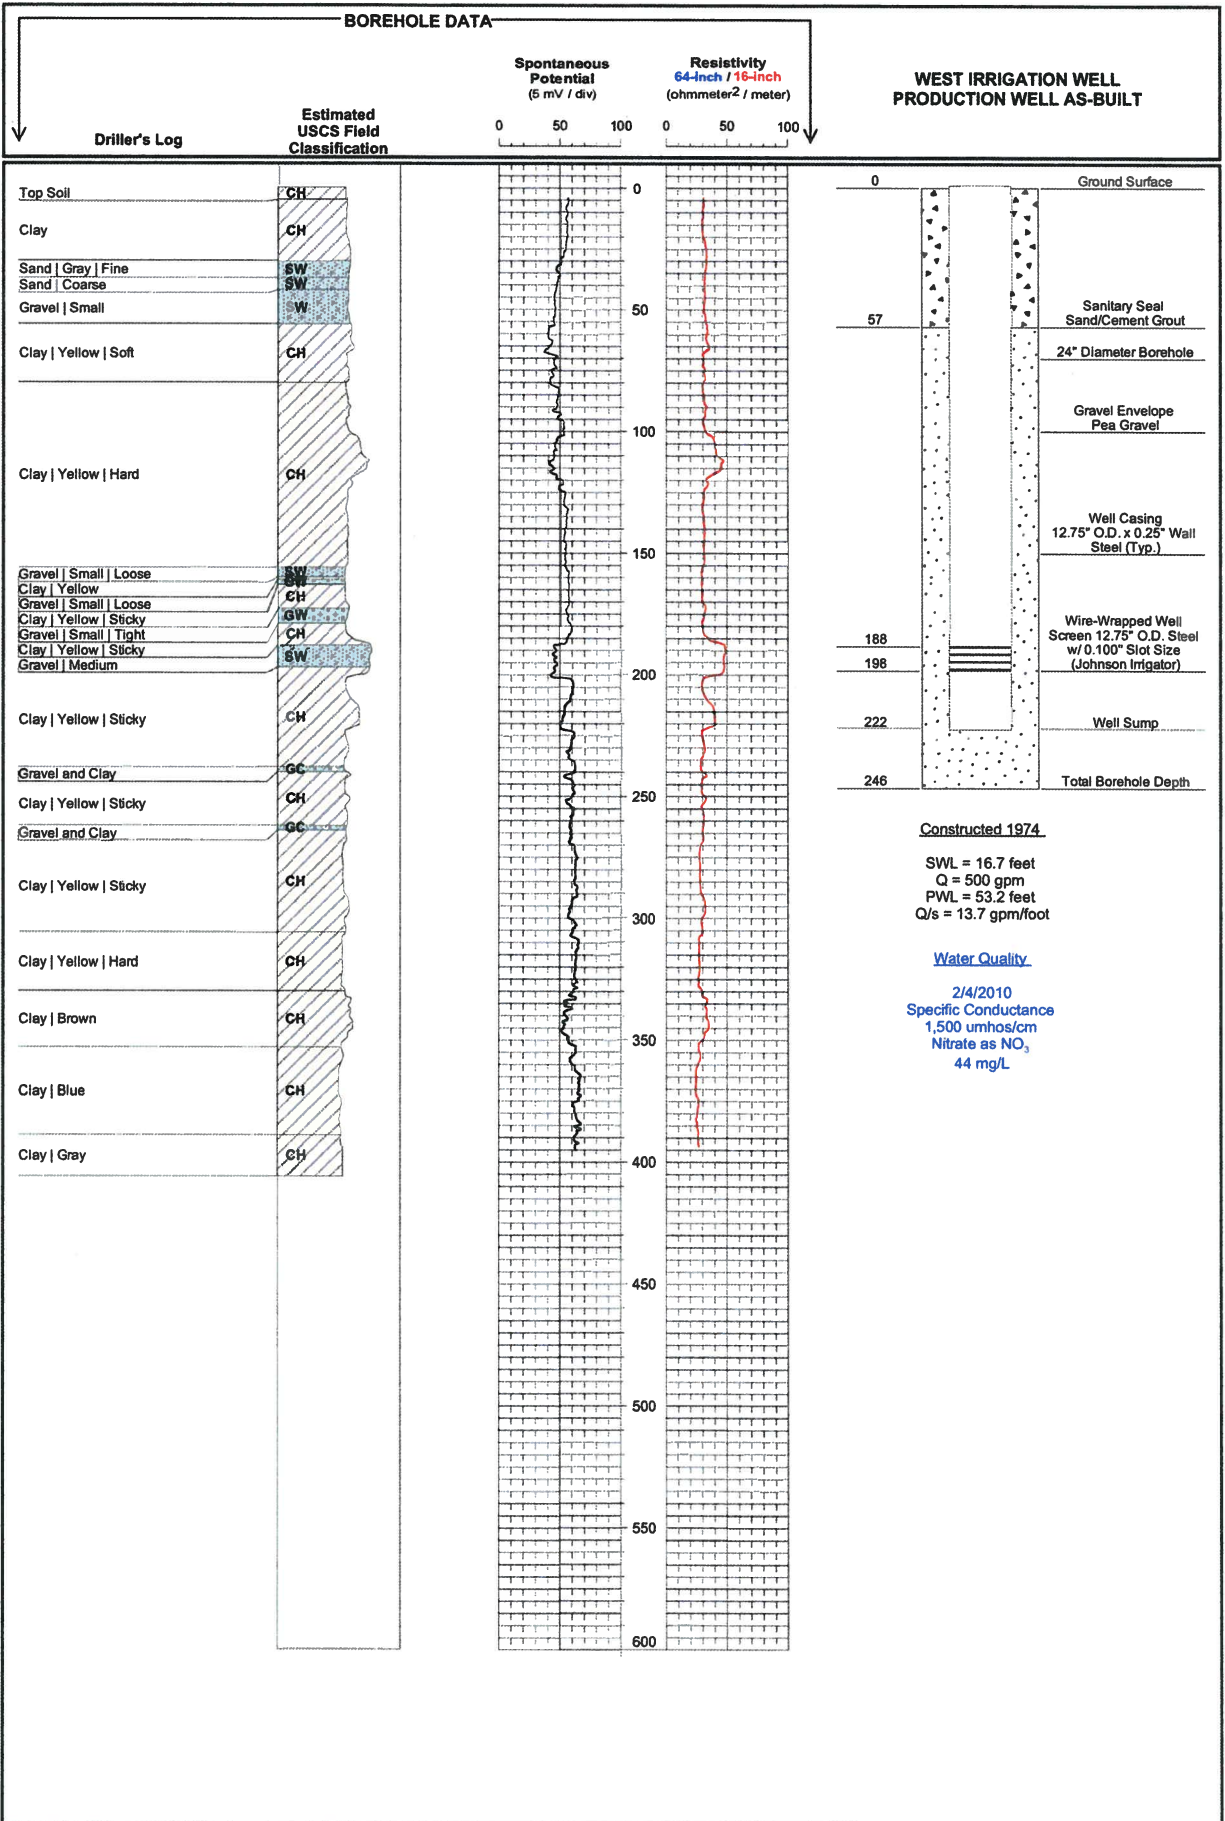 BOREHOLE DATA
Driller's Log
Estimated
USCS Field
Classification
Spontaneous
Potential
(5 mV / div)
0 50 100
Resistivity
64-inch / 16-inch
(ohmmeter2 / meter)
0 50 100
WEST IRRIGATION WELL
PRODUCTION WELL AS-BUILT
Top Soil
Clay
Sand | Gray | Fine
Sand | Coarse
Gravel | Small
Clay | Yellow | Soft
Clay | Yellow | Hard
Gravel | Small | Loose
Clay | Yellow
Gravel | Small | Loose
Clay | Yellow | Sticky
Gravel | Small | Tight
Clay | Yellow | Sticky
Gravel | Medium
Clay | Yellow | Sticky
Gravel and Clay
Clay | Yellow | Sticky
Gravel and Clay
Clay | Yellow | Sticky
Clay | Yellow | Hard
Clay | Brown
Clay | Blue
Clay | Gray
CH
CH
SW
SW
W
CH
CH
SW
CH
GW
CH
SW
CH
GC
CH
GC
CH
CH
CH
CH
CH
0
50
100
150
200
250
300
350
400
450
500
550
600
0
57
188
198
222
246
Ground Surface
Sanitary Seal
Sand/Cement Grout
24" Diameter Borehole
Gravel Envelope
Pea Gravel
Well Casing
12.75" O.D. x 0.25" Wall
Steel (Typ.)
Wire-Wrapped Well
Screen 12.75" O.D. Steel
w/ 0.100" Slot Size
(Johnson Irrigator)
Well Sump
Total Borehole Depth
Constructed 1974
SWL = 16.7 feet
Q = 500 gpm
PWL = 53.2 feet
Q/s = 13.7 gpm/foot
Water Quality
2/4/2010
Specific Conductance
1,500 umhos/cm
Nitrate as NO3
44 mg/L